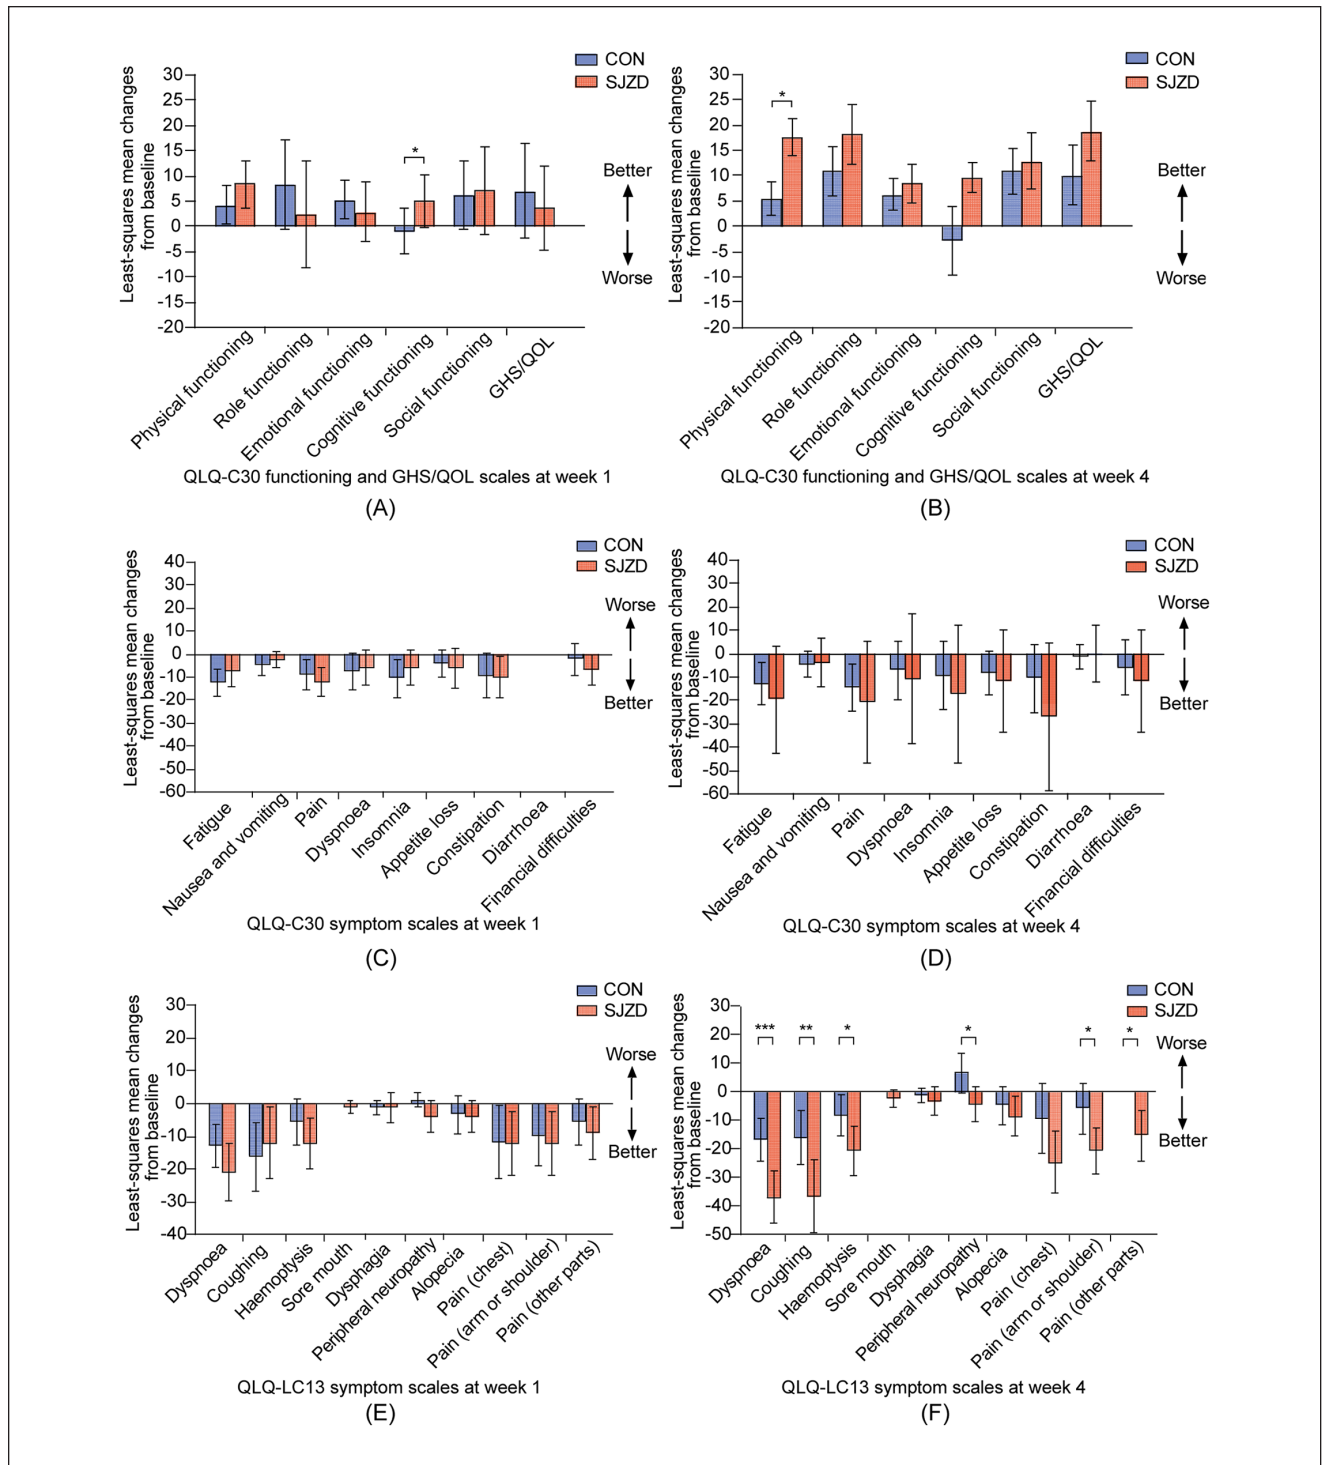 CON
SJZD
Least-squares mean changes
from baseline
30
25
20
15
10
5
0
-5
-10
-15
-20
*
Better
Worse
Physical functioning
Role functioning
Emotional functioning
Cognitive functioning
Social functioning
GHS/QOL
QLQ-C30 functioning and GHS/QOL scales at week 1
(A)
CON
SJZD
Least-squares mean changes
from baseline
30
25
20
15
10
5
0
-5
-10
-15
-20
*
Better
Worse
Physical functioning
Role functioning
Emotional functioning
Cognitive functioning
Social functioning
GHS/QOL
QLQ-C30 functioning and GHS/QOL scales at week 4
(B)
CON
SJZD
Least-squares mean changes
from baseline
40
30
20
10
0
-10
-20
-30
-40
-50
-60
Worse
Better
Fatigue
Nausea and vomiting
Pain
Dyspnoea
Insomnia
Appetite loss
Constipation
Diarrhoea
Financial difficulties
QLQ-C30 symptom scales at week 1
(C)
CON
SJZD
Least-squares mean changes
from baseline
40
30
20
10
0
-10
-20
-30
-40
-50
-60
Worse
Better
Fatigue
Nausea and vomiting
Pain
Dyspnoea
Insomnia
Appetite loss
Constipation
Diarrhoea
Financial difficulties
QLQ-C30 symptom scales at week 4
(D)
CON
SJZD
Least-squares mean changes
from baseline
30
20
10
0
-10
-20
-30
-40
Worse
Better
Dyspnoea
Coughing
Haemoptysis
Sore mouth
Dysphagia
Peripheral neuropathy
Alopecia
Pain (chest)
Pain (arm or shoulder)
Pain (other parts)
QLQ-LC13 symptom scales at week 1
(E)
CON
SJZD
Least-squares mean changes
from baseline
30
20
10
0
-10
-20
-30
-40
-50
***
**
*
*
*
*
Worse
Better
Dyspnoea
Coughing
Haemoptysis
Sore mouth
Dysphagia
Peripheral neuropathy
Alopecia
Pain (chest)
Pain (arm or shoulder)
Pain (other parts)
QLQ-LC13 symptom scales at week 4
(F)